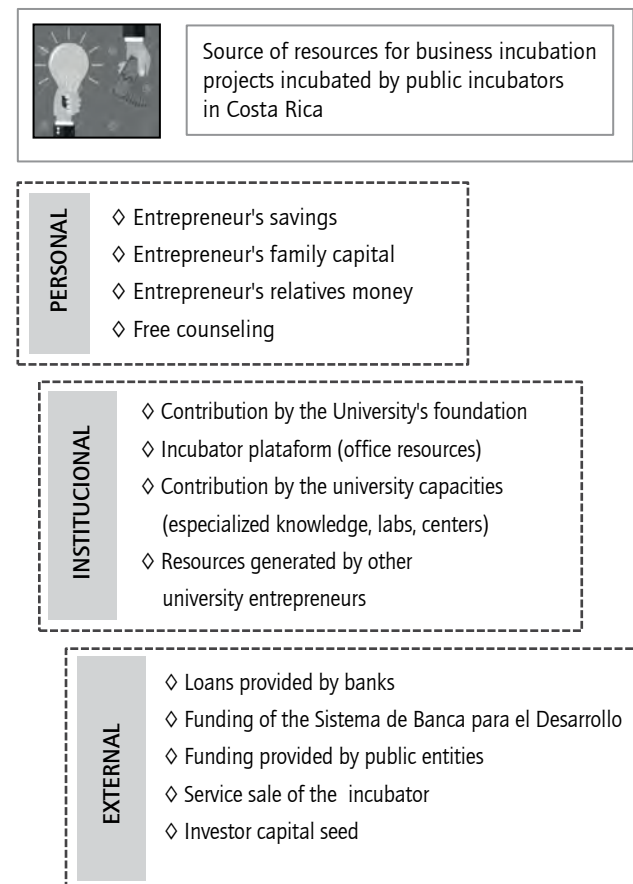 Source of resources for business incubation
projects incubated by public incubators
in Costa Rica
PERSONAL
◊ Entrepreneur's savings
◊ Entrepreneur's family capital
◊ Entrepreneur's relatives money
◊ Free counseling
INSTITUCIONAL
◊ Contribution by the University's foundation
◊ Incubator plataform (office resources)
◊ Contribution by the university capacities
(especialized knowledge, labs, centers)
◊ Resources generated by other
university entrepreneurs
EXTERNAL
◊ Loans provided by banks
◊ Funding of the Sistema de Banca para el Desarrollo
◊ Funding provided by public entities
◊ Service sale of the incubator
◊ Investor capital seed